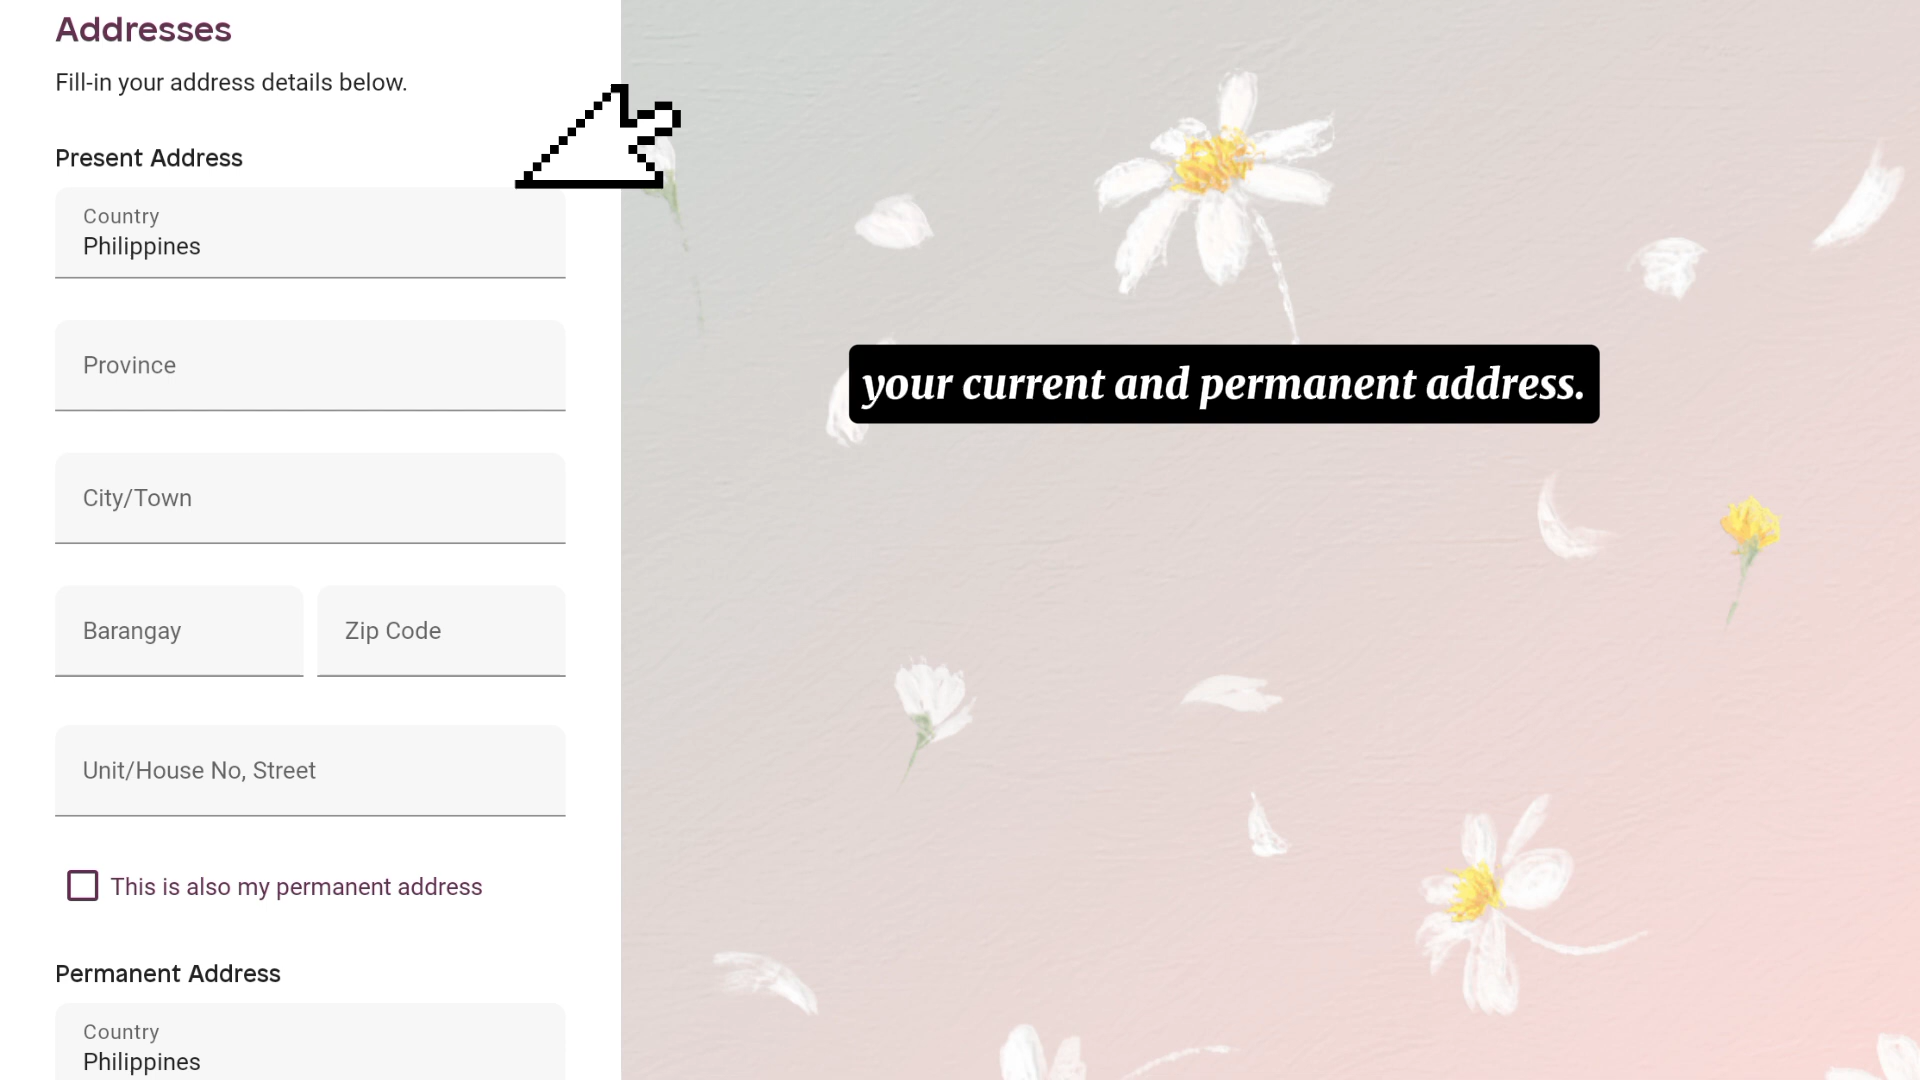 Addresses
Fill-in your address details below.
Present Address
Country
Philippines
Province
City/Town
Barangay
Zip Code
Unit/House No, Street
This is also my permanent address
Permanent Address
Country
Philippines
your current and permanent address.